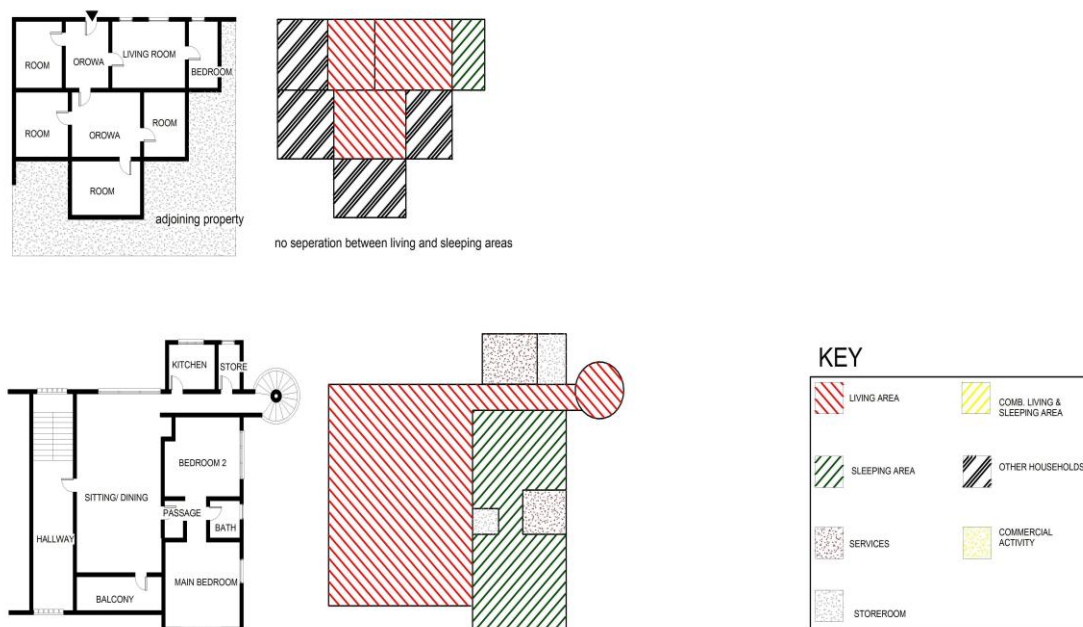 ROOM
OROWA
LIVING ROOM
BEDROOM
ROOM
OROWA
ROOM
ROOM
adjoining property
no seperation between living and sleeping areas
KITCHEN
STORE
BEDROOM 2
SITTING/ DINING
PASSAGE
BATH
HALLWAY
MAIN BEDROOM
BALCONY
KEY
LIVING AREA
COMB. LIVING &
SLEEPING AREA
SLEEPING AREA
OTHER HOUSEHOLDS
SERVICES
COMMERCIAL
ACTIVITY
STOREROOM